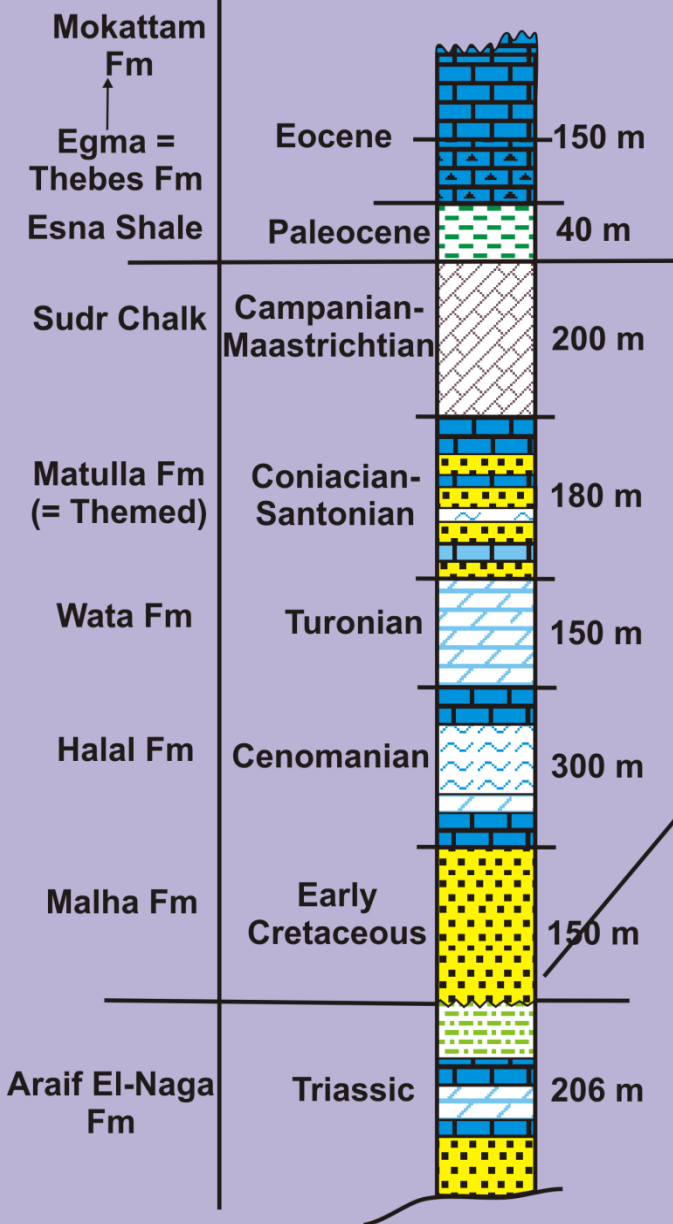 Mokattam
Fm
Egma =
Thebes Fm
Eocene
150 m
Esna Shale
Paleocene
40 m
Sudr Chalk
Campanian-
Maastrichtian
200 m
Matulla Fm
(= Themed)
Coniacian-
Santonian
180 m
Wata Fm
Turonian
150 m
Halal Fm
Cenomanian
300 m
Malha Fm
Early
Cretaceous
150 m
Araif El-Naga
Fm
Triassic
206 m